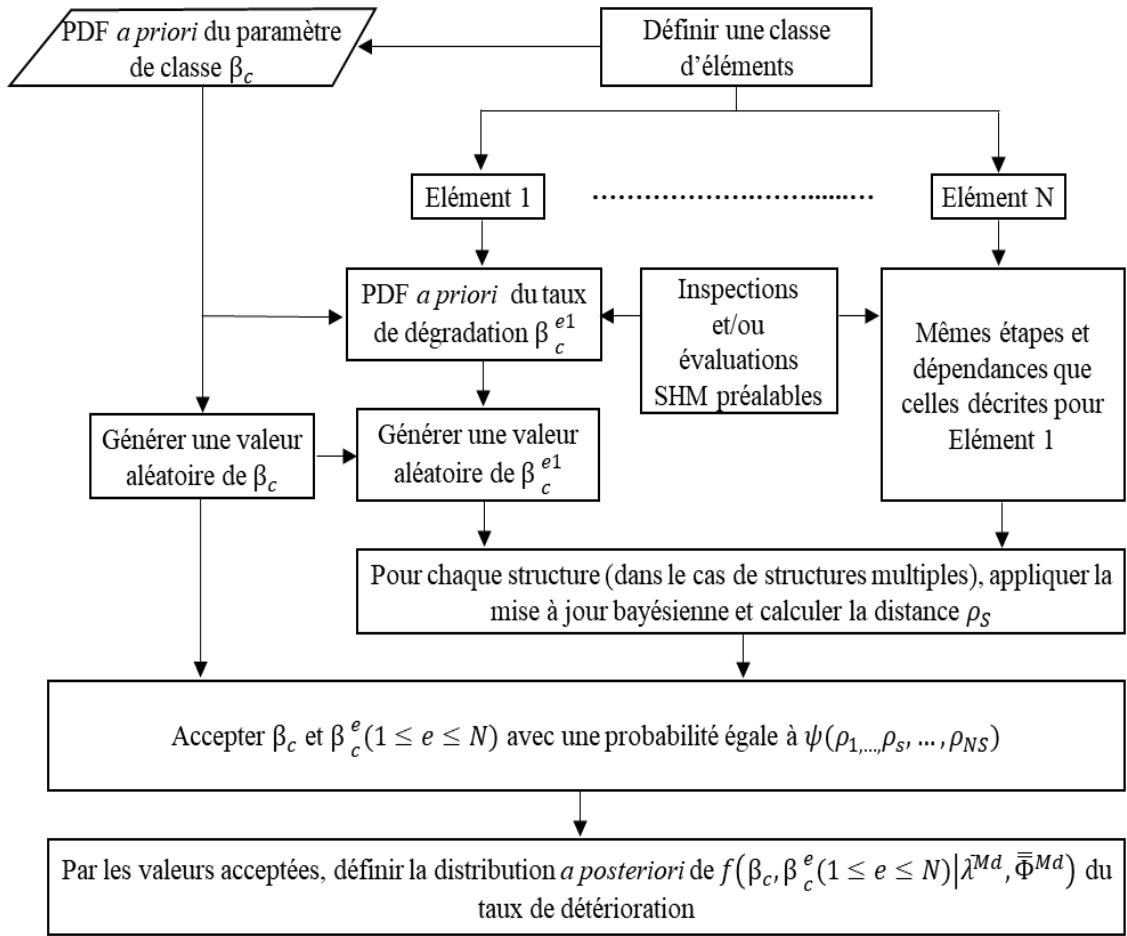 PDF a priori du paramètre
de classe β_c
Définir une classe
d’éléments
Elément 1
……………….…….......….
Elément N
PDF a priori du taux
de dégradation β_c^{e1}
Inspections
et/ou
évaluations
SHM préalables
Mêmes étapes et
dépendances que
celles décrites pour
Elément 1
Générer une valeur
aléatoire de β_c
Générer une valeur
aléatoire de β_c^{e1}
Pour chaque structure (dans le cas de structures multiples), appliquer la
mise à jour bayésienne et calculer la distance ρ_S
Accepter β_c et β_c^e(1 ≤ e ≤ N) avec une probabilité égale à ψ(ρ_{1,…,}ρ_s, … , ρ_{NS})
Par les valeurs acceptées, définir la distribution a posteriori de f(β_c, β_c^e(1 ≤ e ≤ N)|λ̄^{Md}, Φ̿^{Md}) du
taux de détérioration